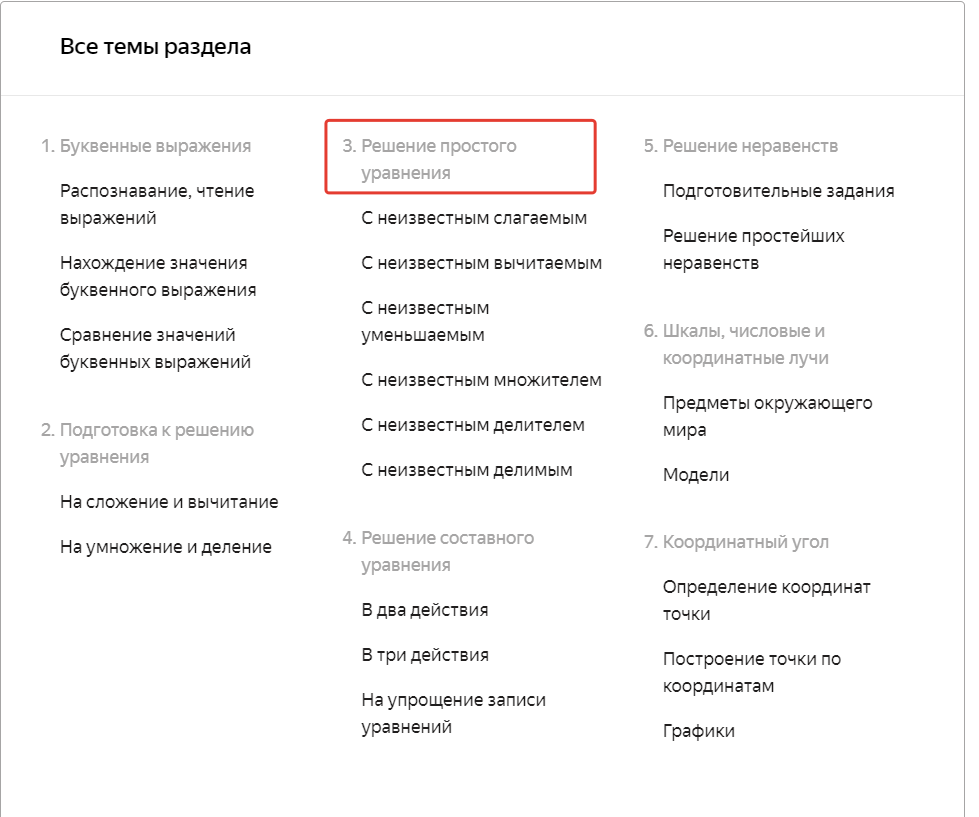 Все темы раздела
1. Буквенные выражения
Распознавание, чтение
выражений
Нахождение значения
буквенного выражения
Сравнение значений
буквенных выражений
2. Подготовка к решению
уравнения
На сложение и вычитание
На умножение и деление
3. Решение простого
уравнения
С неизвестным слагаемым
С неизвестным вычитаемым
С неизвестным
уменьшаемым
С неизвестным множителем
С неизвестным делителем
С неизвестным делимым
4. Решение составного
уравнения
В два действия
В три действия
На упрощение записи
уравнений
5. Решение неравенств
Подготовительные задания
Решение простейших
неравенств
6. Шкалы, числовые и
координатные лучи
Предметы окружающего
мира
Модели
7. Координатный угол
Определение координат
точки
Построение точки по
координатам
Графики